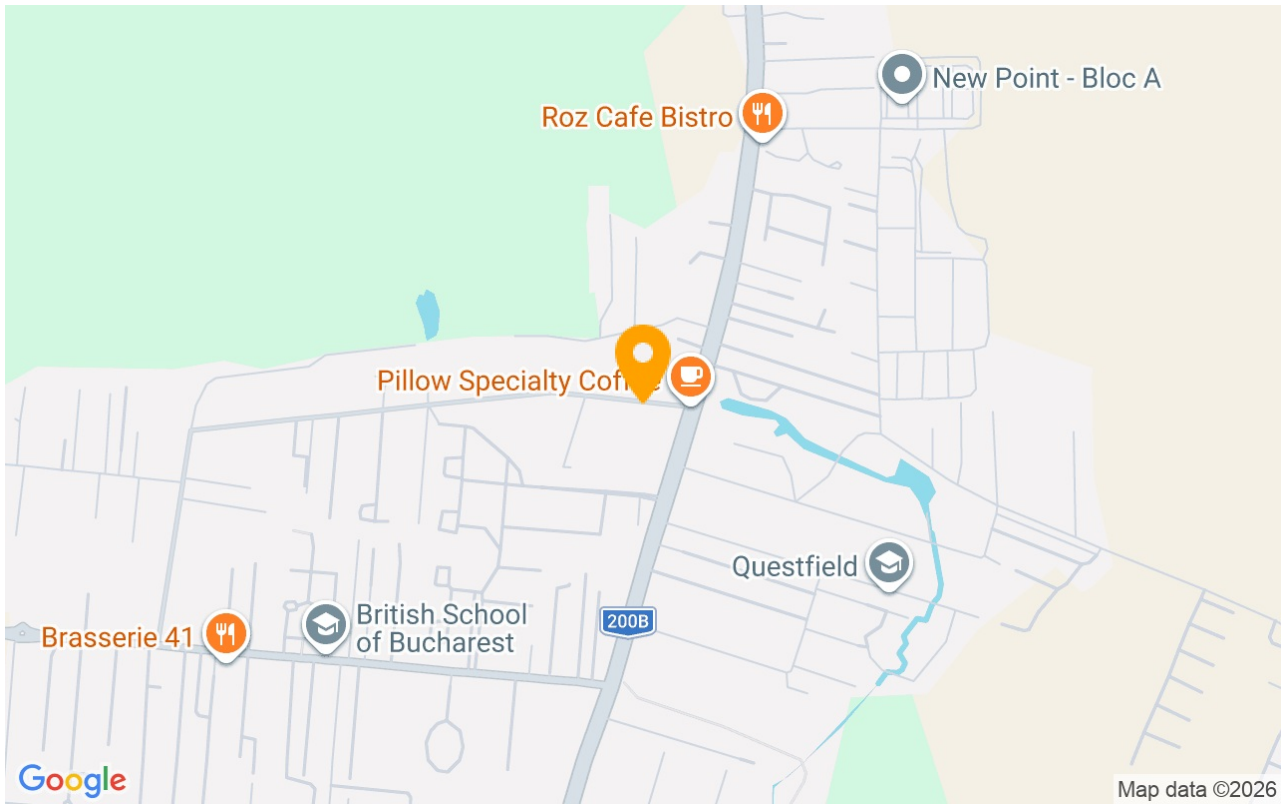 New Point - Bloc A
Roz Cafe Bistro
Pillow Specialty Cof
Questfield
200B
British School
of Bucharest
Brasserie 41
Google
Map data ©2026